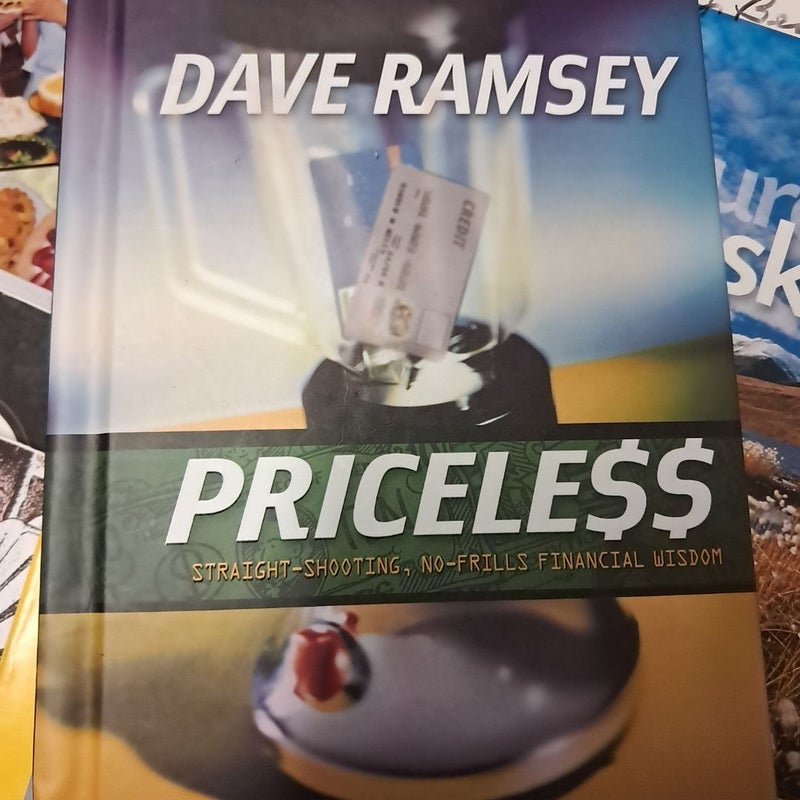 DAVE RAMSEY
CREDIT
PRICELE$$
STRAIGHT-SHOOTING, NO-FRILLS FINANCIAL WISDOM